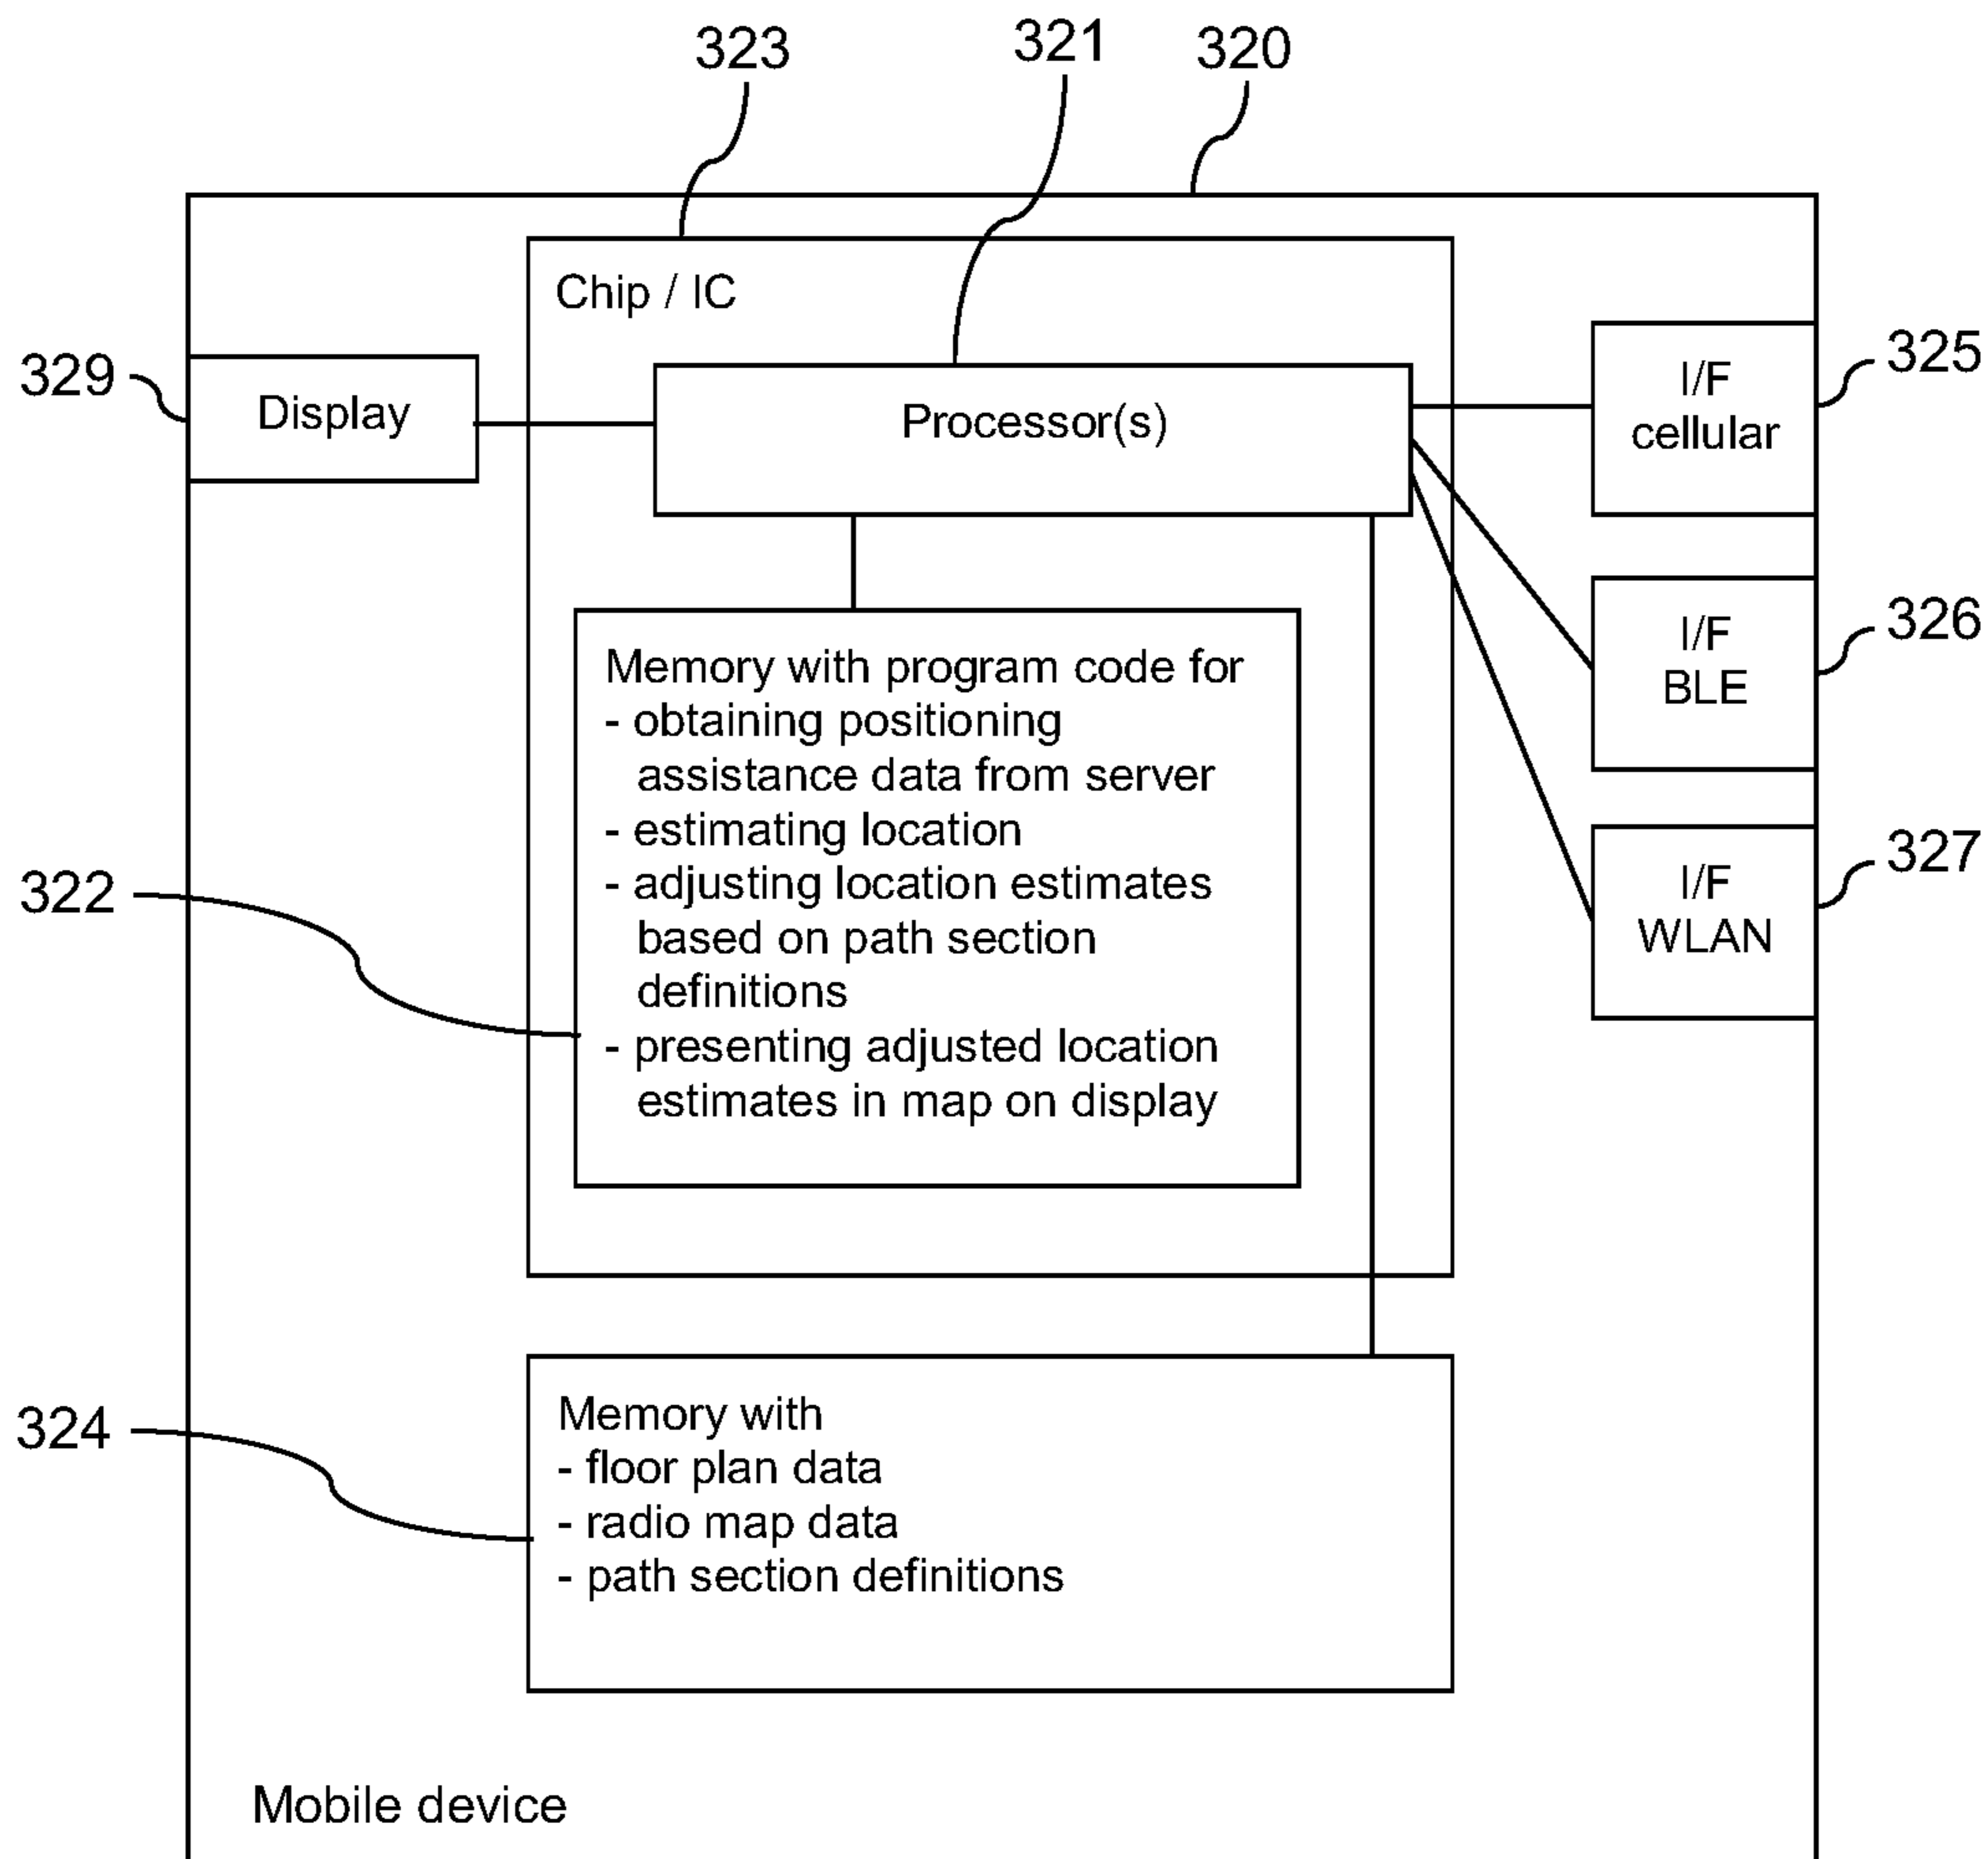 323
321
320
Chip / IC
329
Display
Processor(s)
I/F
cellular
325
I/F
BLE
326
I/F
WLAN
327
322
Memory with program code for
- obtaining positioning
assistance data from server
- estimating location
- adjusting location estimates
based on path section
definitions
- presenting adjusted location
estimates in map on display
324
Memory with
- floor plan data
- radio map data
- path section definitions
Mobile device